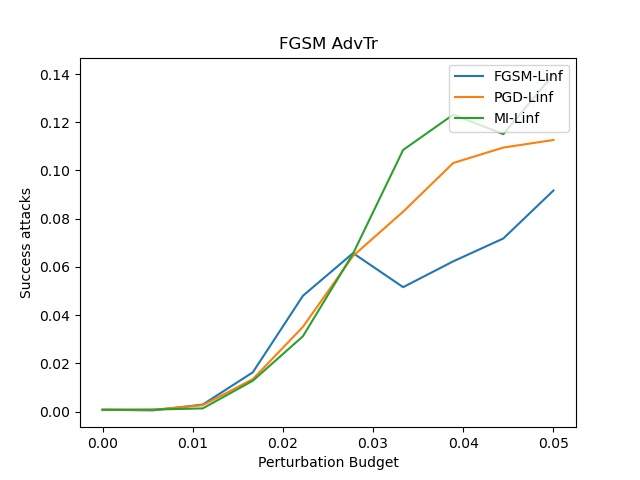 FGSM AdvTr
FGSM-Linf
PGD-Linf
MI-Linf
Success attacks
0.14
0.12
0.10
0.08
0.06
0.04
0.02
0.00
0.00 0.01 0.02 0.03 0.04 0.05
Perturbation Budget